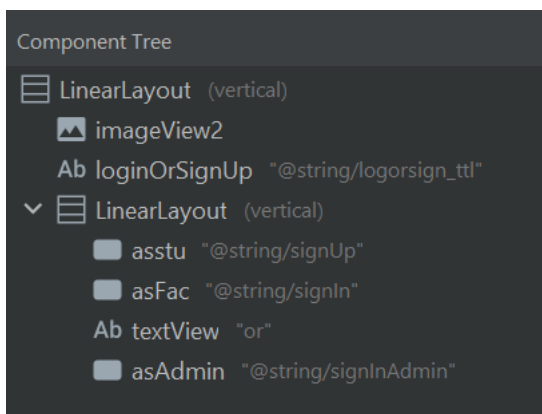 Component Tree
LinearLayout (vertical)
imageView2
Ab loginOrSignUp "@string/logorsign_ttl"
LinearLayout (vertical)
asstu "@string/signUp"
asFac "@string/signIn"
Ab textView "or"
asAdmin "@string/signInAdmin"